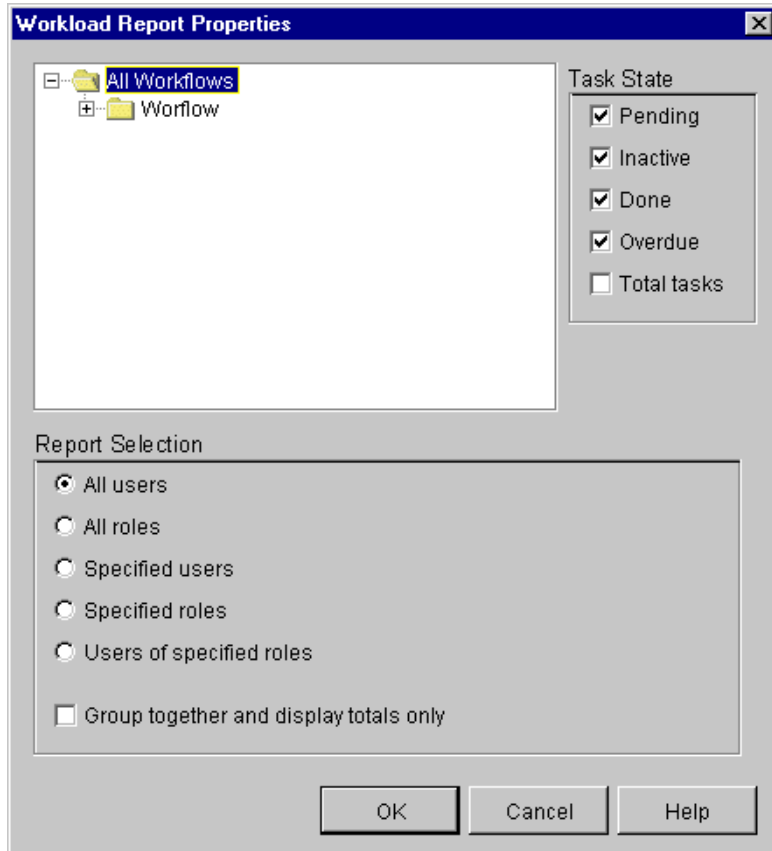 Workload Report Properties
All Workflows
Worflow
Task State
Pending
Inactive
Done
Overdue
Total tasks
Report Selection
All users
All roles
Specified users
Specified roles
Users of specified roles
Group together and display totals only
OK
Cancel
Help